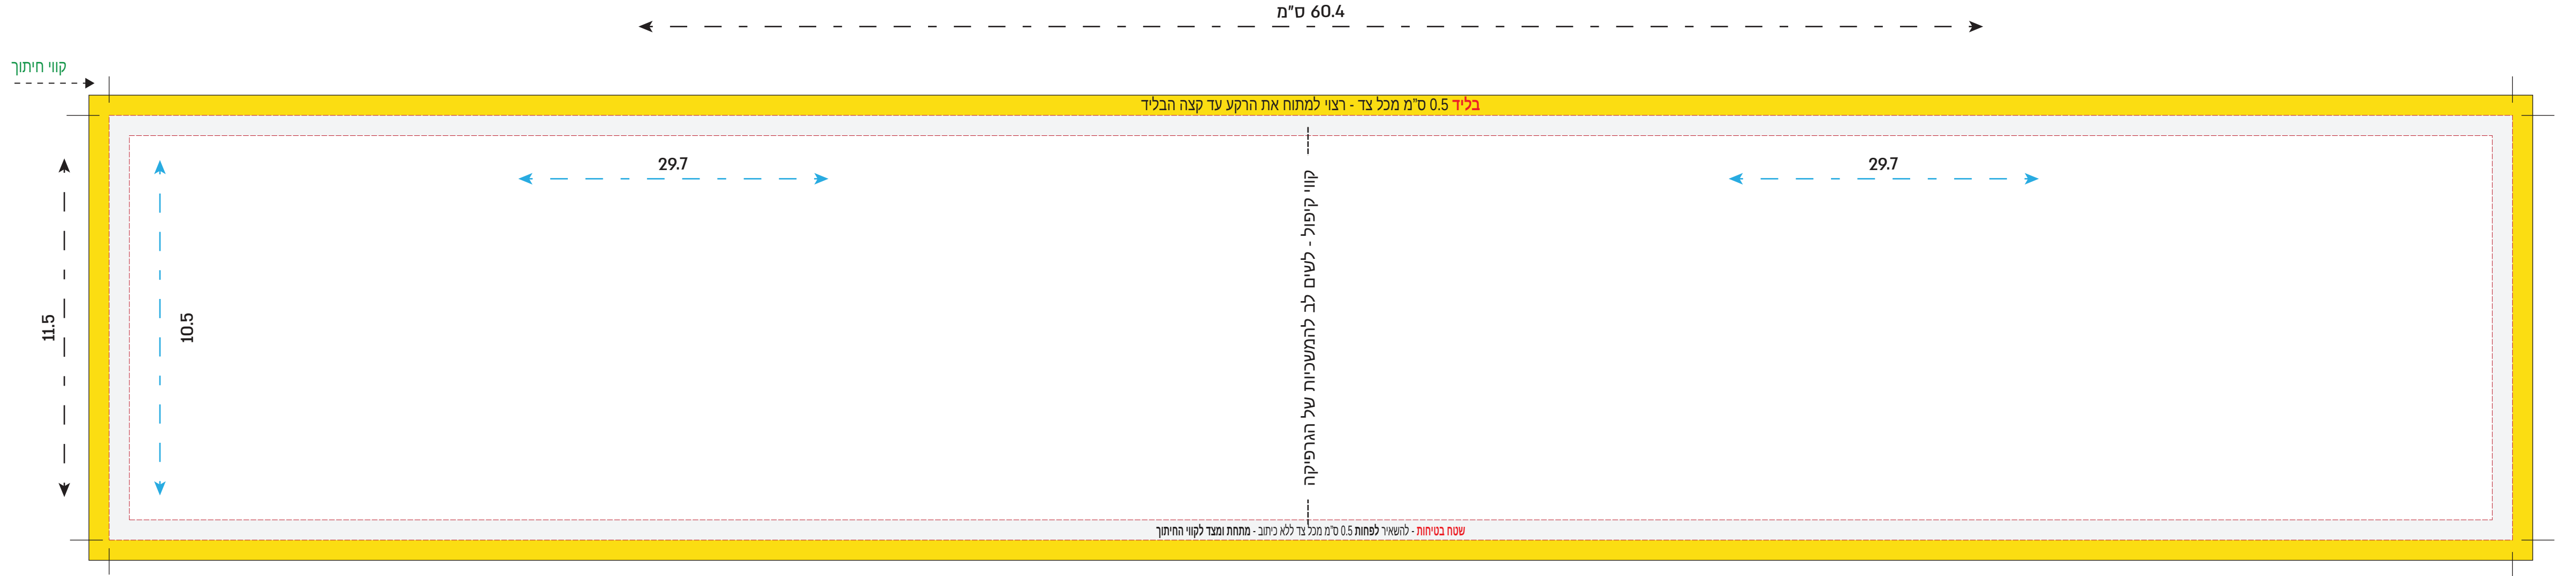 60.4 ס"מ
קווי חיתוך
בליד 0.5 ס"מ מכל צד - רצוי למתוח את הרקע עד קצה הבליד
29.7
29.7
11.5
10.5
קווי קיפול - לשים לב להמשכיות של הגרפיקה
שטח בטיחות - להשאיר לפחות 0.5 ס"מ מכל צד ללא כיתוב - מתחת ומצד לקווי החיתוך